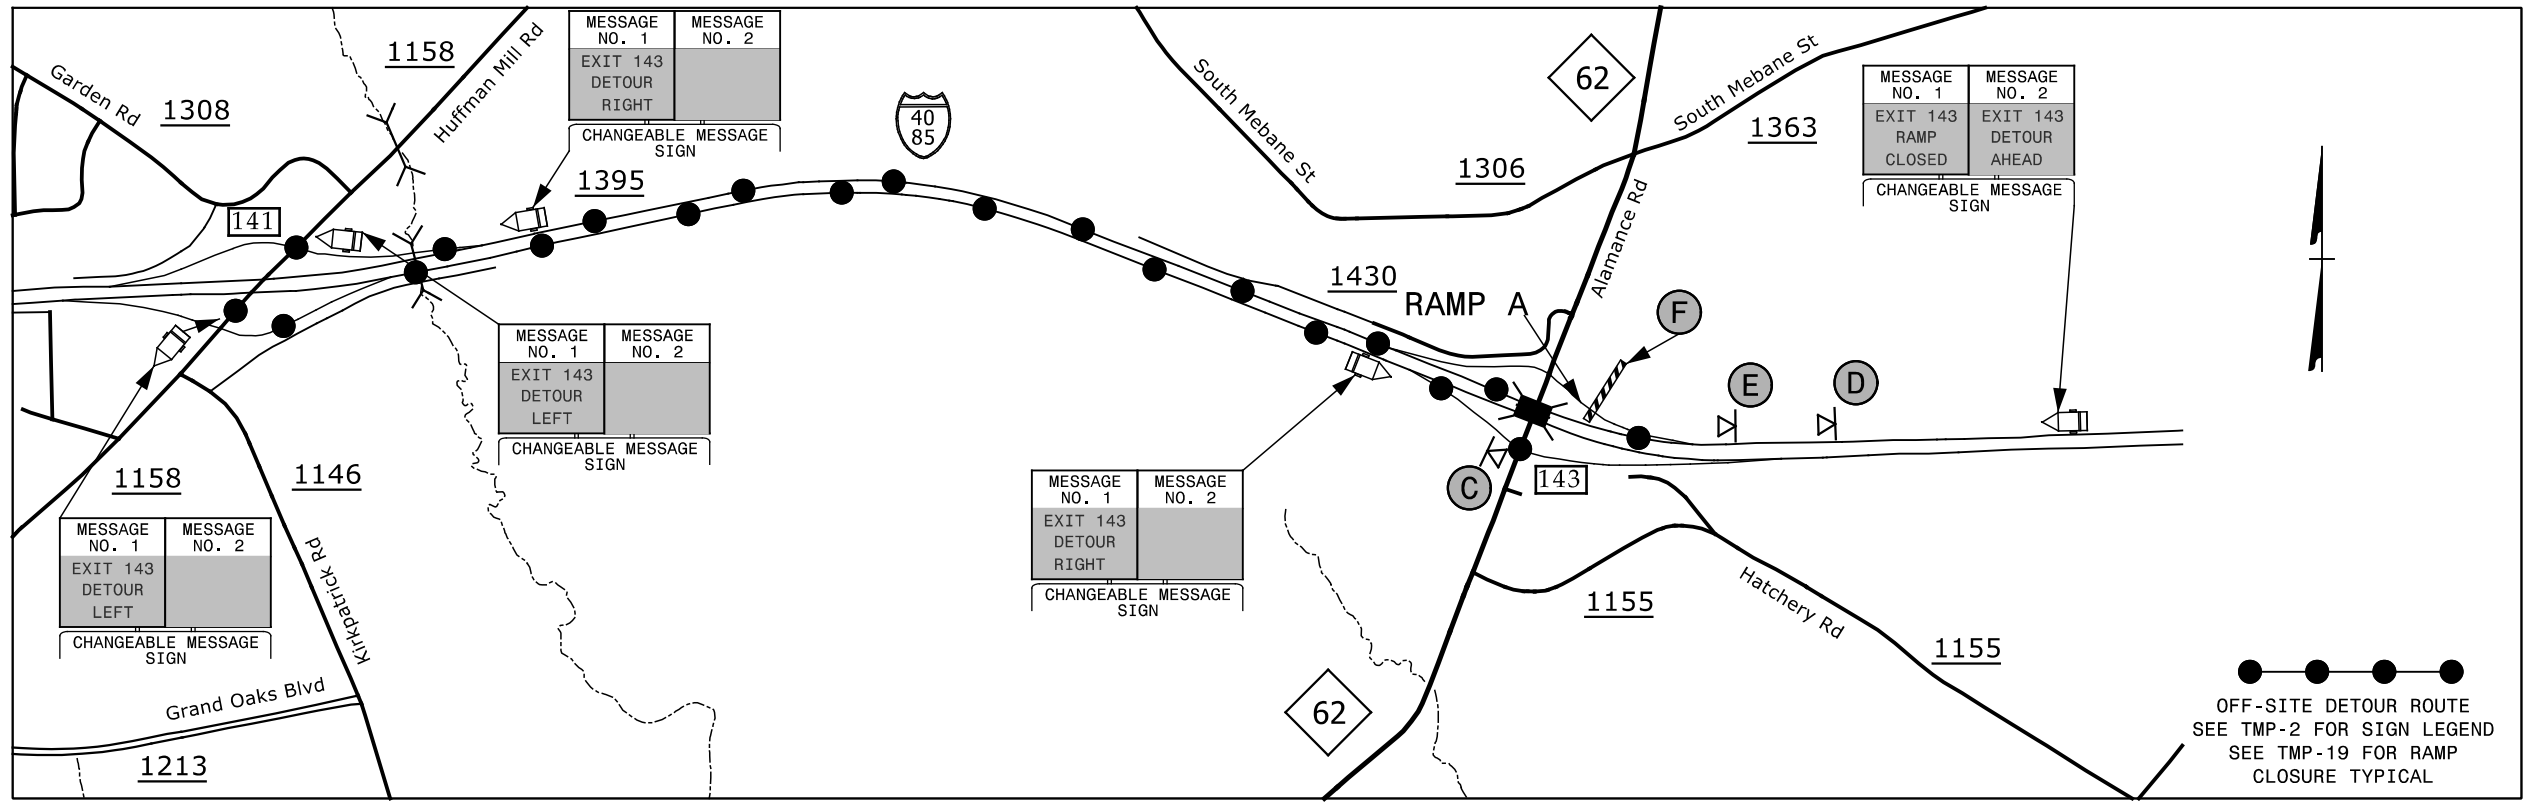 Garden Rd
1308
1158
Huffman Mill Rd
MESSAGE NO. 1
MESSAGE NO. 2
EXIT 143
DETOUR
RIGHT
CHANGEABLE MESSAGE
SIGN
1395
40
85
South Mebane St
South Mebane St
62
1306
1363
MESSAGE NO. 1
MESSAGE NO. 2
EXIT 143
RAMP
CLOSED
EXIT 143
DETOUR
AHEAD
CHANGEABLE MESSAGE
SIGN
141
1430
RAMP A
Alamance Rd
F
E
D
C
143
MESSAGE NO. 1
MESSAGE NO. 2
EXIT 143
DETOUR
LEFT
CHANGEABLE MESSAGE
SIGN
MESSAGE NO. 1
MESSAGE NO. 2
EXIT 143
DETOUR
RIGHT
CHANGEABLE MESSAGE
SIGN
1158
1146
MESSAGE NO. 1
MESSAGE NO. 2
EXIT 143
DETOUR
LEFT
CHANGEABLE MESSAGE
SIGN
Kirkpatrick Rd
Grand Oaks Blvd
1213
62
1155
Hatchery Rd
1155
OFF-SITE DETOUR ROUTE
SEE TMP-2 FOR SIGN LEGEND
SEE TMP-19 FOR RAMP
CLOSURE TYPICAL